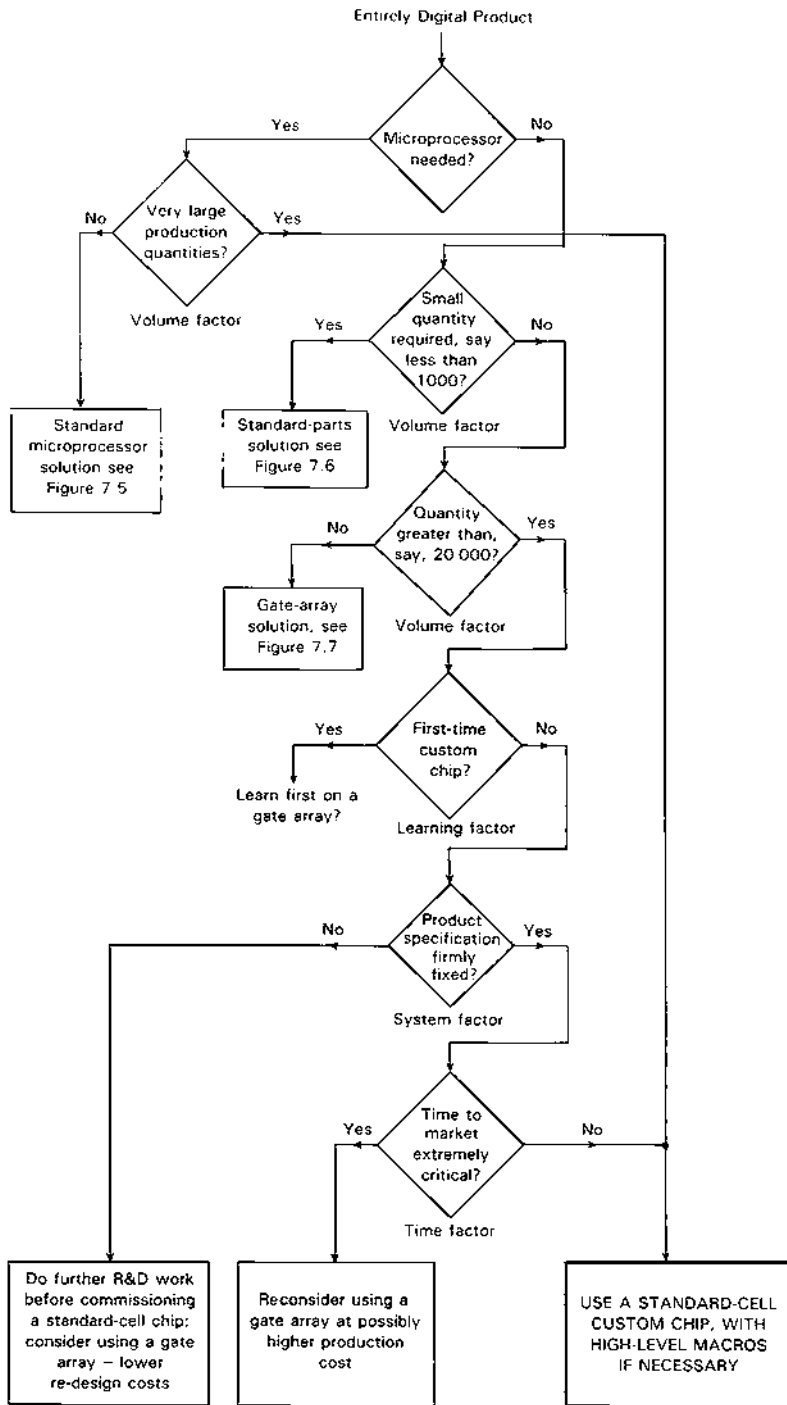 Entirely Digital Product
Yes
No
Microprocessor
needed?
No
Very large
production
quantities?
Yes
Volume factor
Yes
Small
quantity
required, say
less than
1000?
No
Volume factor
Standard
microprocessor
solution see
Figure 7 5
Standard-parts
solution see
Figure 7.6
No
Quantity
greater than,
say, 20 000?
Yes
Volume factor
Gate-array
solution, see
Figure 7.7
Yes
First-time
custom
chip?
No
Learn first on a
gate array?
Learning factor
No
Product
specification
firmly
fixed?
Yes
System factor
Yes
Time to
market
extremely
critical?
No
Time factor
Do further R&D work
before commissioning
a standard-cell chip;
consider using a gate
array – lower
re-design costs
Reconsider using a
gate array at possibly
higher production
cost
USE A STANDARD-CELL
CUSTOM CHIP, WITH
HIGH-LEVEL MACROS
IF NECESSARY